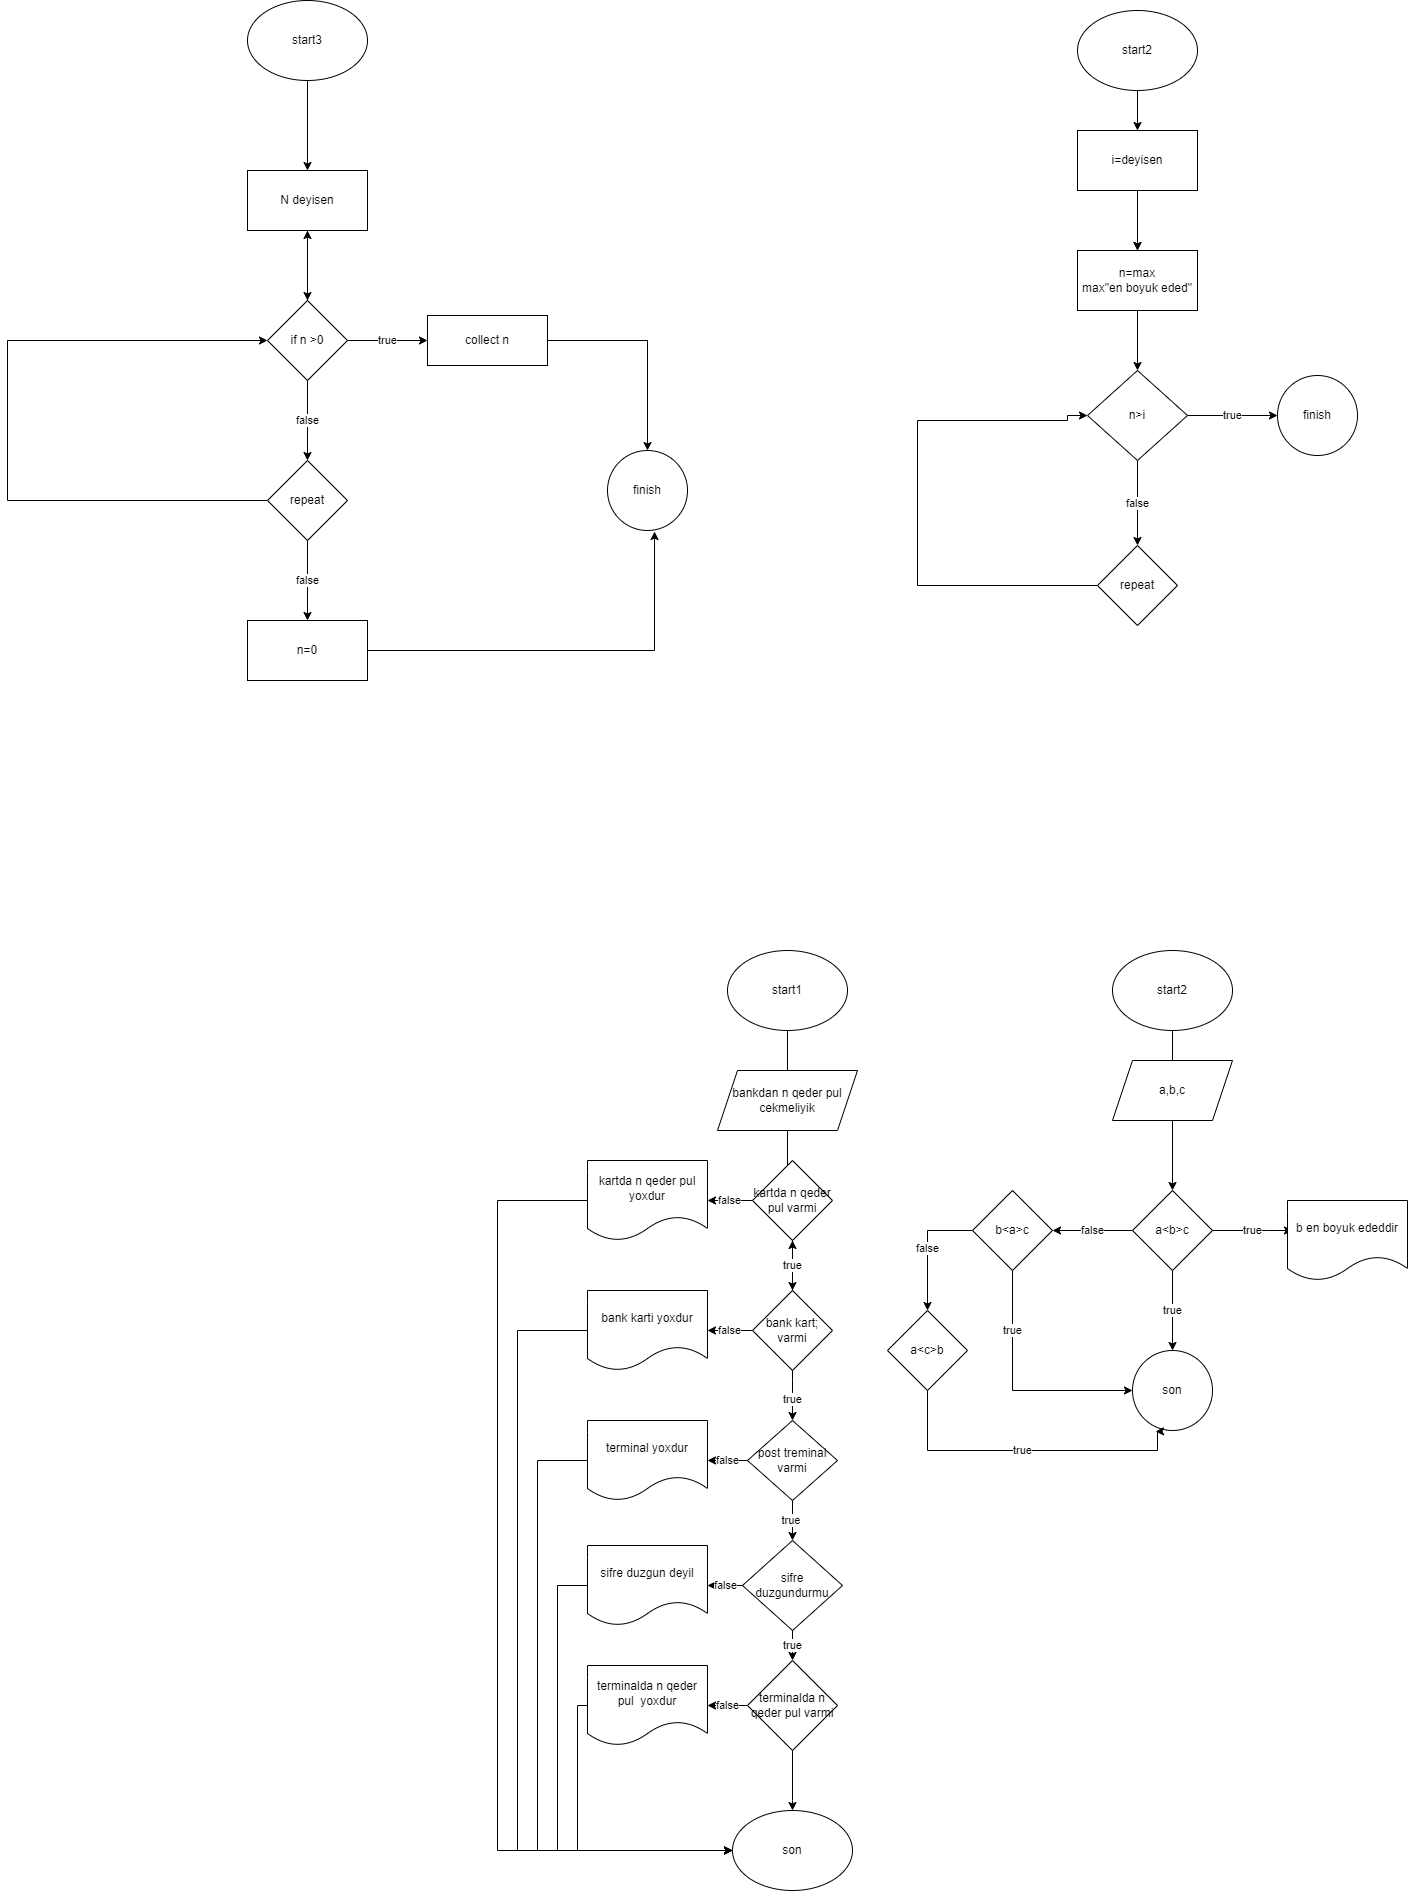 start3
N deyisen
if n >0
true
collect n
false
repeat
finish
false
n=0
start2
i=deyisen
n=max
max"en boyuk eded"
n>i
true
finish
false
repeat
start1
bankdan n qeder pul
cekmeliyik
kartda n qeder pul
yoxdur
false
kartda n qeder
pul varmi
true
bank karti yoxdur
false
bank kart;
varmi
true
terminal yoxdur
false
post treminal
varmi
true
sifre duzgun deyil
false
sifre
duzgundurmu
true
terminalda n qeder
pul  yoxdur
false
terminalda n
qeder pul varmi
son
start2
a,b,c
b<a>c
false
a<b>c
true
b en boyuk ededdir
false
true
true
a<c>b
son
true